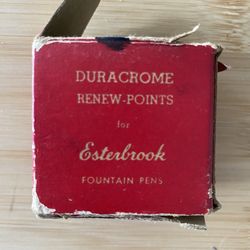 DURACROME
RENEW-POINTS
for
Esterbrook
FOUNTAIN PENS